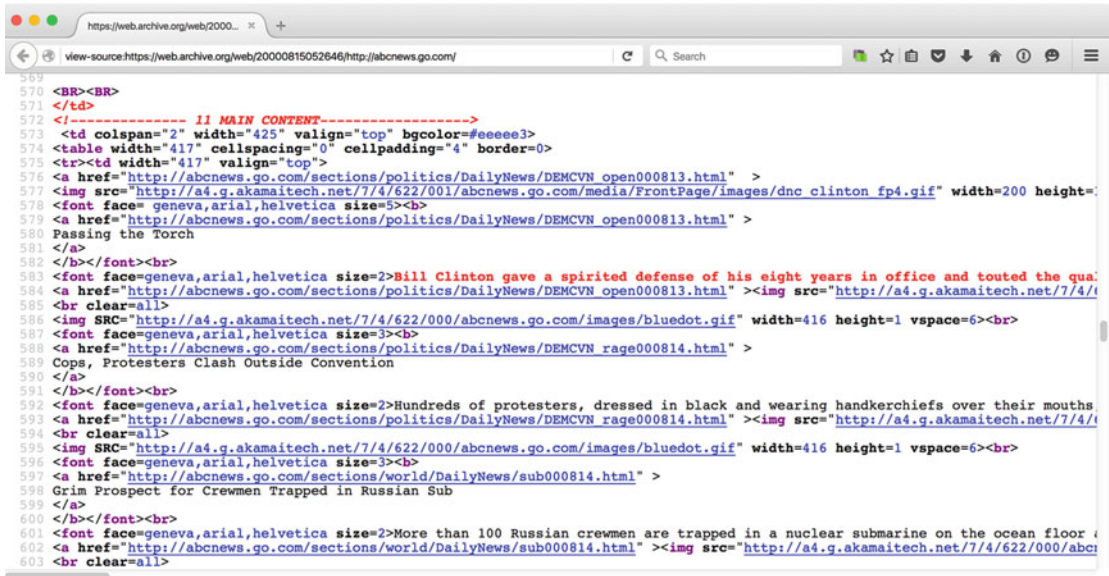 https://web.archive.org/web/2000...
view-source:https://web.archive.org/web/20000815052646/http://abcnews.go.com/
Search
569
570 <BR><BR>
571 </td>
572 <!-------------- 11 MAIN CONTENT------------------>
573 <td colspan="2" width="425" valign="top" bgcolor=#eeeee3>
574 <table width="417" cellspacing="0" cellpadding="4" border=0>
575 <tr><td width="417" valign="top">
576 <a href="http://abcnews.go.com/sections/politics/DailyNews/DEMCVN_open000813.html" >
577 <img src="http://a4.g.akamaitech.net/7/4/622/001/abcnews.go.com/media/FrontPage/images/dnc_clinton_fp4.gif" width=200 height=
578 <font face= geneva,arial,helvetica size=5><b>
579 <a href="http://abcnews.go.com/sections/politics/DailyNews/DEMCVN_open000813.html" >
580 Passing the Torch
581 </a>
582 </b></font><br>
583 <font face=geneva,arial,helvetica size=2>Bill Clinton gave a spirited defense of his eight years in office and touted the
584 <a href="http://abcnews.go.com/sections/politics/DailyNews/DEMCVN_open000813.html" ><img src="http://a4.g.akamaitech.net/7/4/
585 <br clear=all>
586 <img SRC="http://a4.g.akamaitech.net/7/4/622/000/abcnews.go.com/images/bluedot.gif" width=416 height=1 vspace=6><br>
587 <font face=geneva,arial,helvetica size=3><b>
588 <a href="http://abcnews.go.com/sections/politics/DailyNews/DEMCVN_rage000814.html" >
589 Cops, Protesters Clash Outside Convention
590 </a>
591 </b></font><br>
592 <font face=geneva,arial,helvetica size=2>Hundreds of protesters, dressed in black and wearing handkerchiefs over their mouths,
593 <a href="http://abcnews.go.com/sections/politics/DailyNews/DEMCVN_rage000814.html" ><img src="http://a4.g.akamaitech.net/7/4/
594 <br clear=all>
595 <img SRC="http://a4.g.akamaitech.net/7/4/622/000/abcnews.go.com/images/bluedot.gif" width=416 height=1 vspace=6><br>
596 <font face=geneva,arial,helvetica size=3><b>
597 <a href="http://abcnews.go.com/sections/world/DailyNews/sub000814.html" >
598 Grim Prospect for Crewmen Trapped in Russian Sub
599 </a>
600 </b></font><br>
601 <font face=geneva,arial,helvetica size=2>More than 100 Russian crewmen are trapped in a nuclear submarine on the ocean floor
602 <a href="http://abcnews.go.com/sections/world/DailyNews/sub000814.html" ><img src="http://a4.g.akamaitech.net/7/4/622/000/abc
603 <br clear=all>